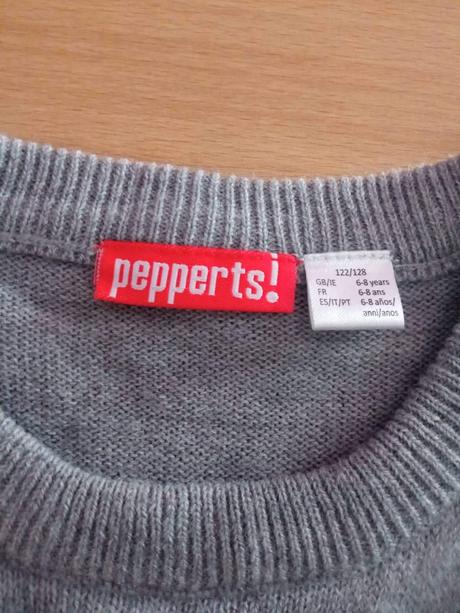 pepperts!
122/128
GB/IE 6-8 years
FR 6-8 ans
ES/IT/PT 6-8 años/
anni/anos